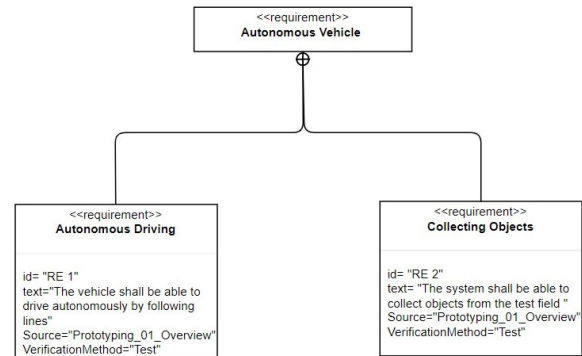 <<requirement>>
Autonomous Vehicle
<<requirement>>
Autonomous Driving
id= "RE 1"
text="The vehicle shall be able to
drive autonomously by following
lines"
Source="Prototyping_01_Overview"
VerificationMethod="Test"
<<requirement>>
Collecting Objects
id= "RE 2"
text= "The system shall be able to
collect objects from the test field "
Source="Prototyping_01_Overview"
VerificationMethod="Test"